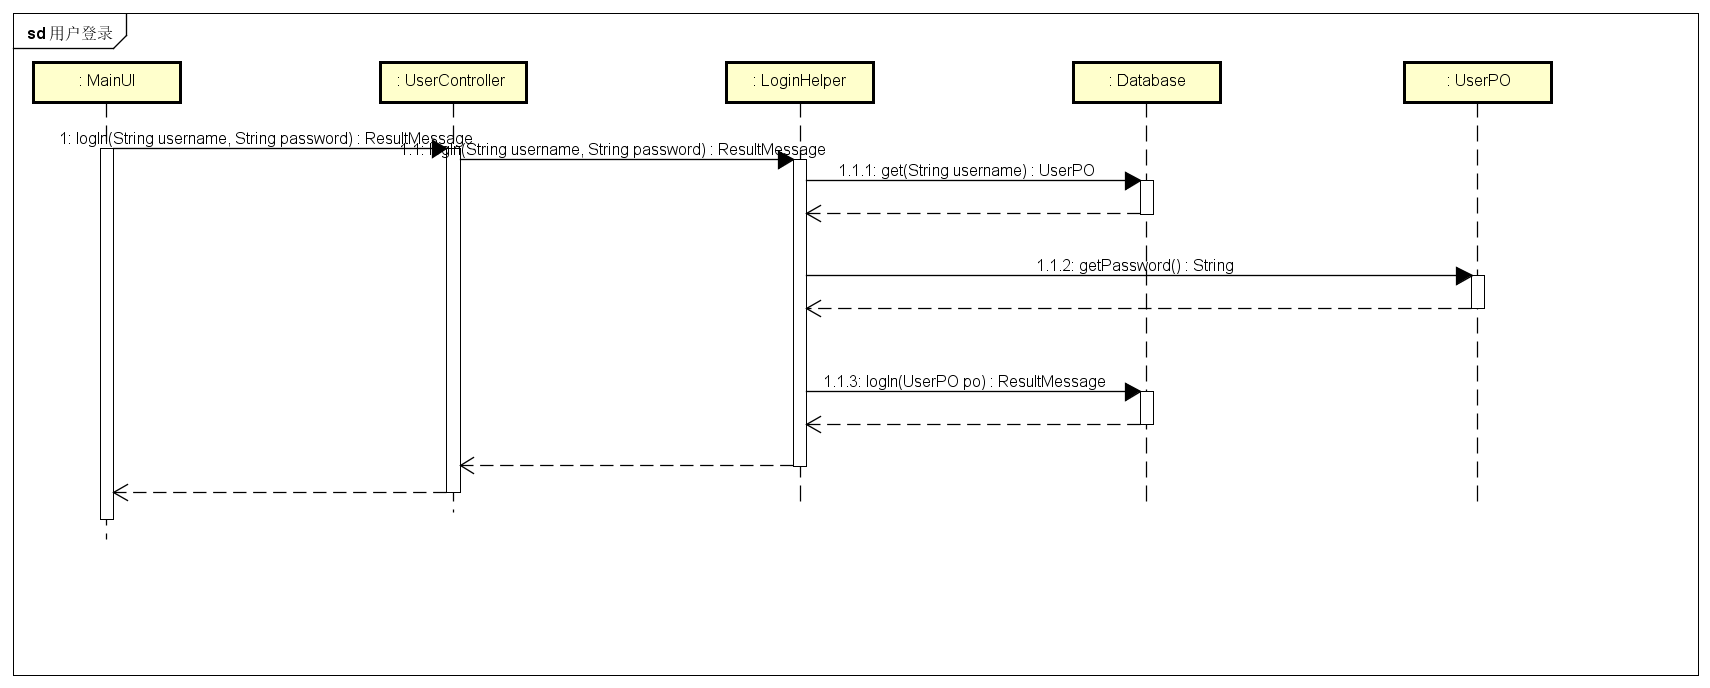 sd 用户登录
: MainUI
: UserController
: LoginHelper
: Database
: UserPO
1: logIn(String username, String password) : ResultMessage
1.1: logIn(String username, String password) : ResultMessage
1.1.1: get(String username) : UserPO
1.1.2: getPassword() : String
1.1.3: logIn(UserPO po) : ResultMessage